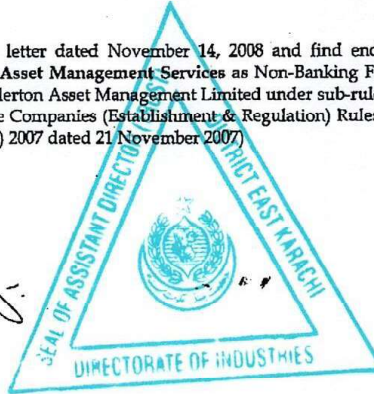 letter dated November 14, 2008 and find enc
Asset Management Services as Non-Banking F
lerton Asset Management Limited under sub-rul
e Companies (Establishment & Regulation) Rules
) 2007 dated 21 November 2007)
SEAL OF ASSISTANT DIRECTOR
DISTRICT EAST KARACHI
DIRECTORATE OF INDUSTRIES